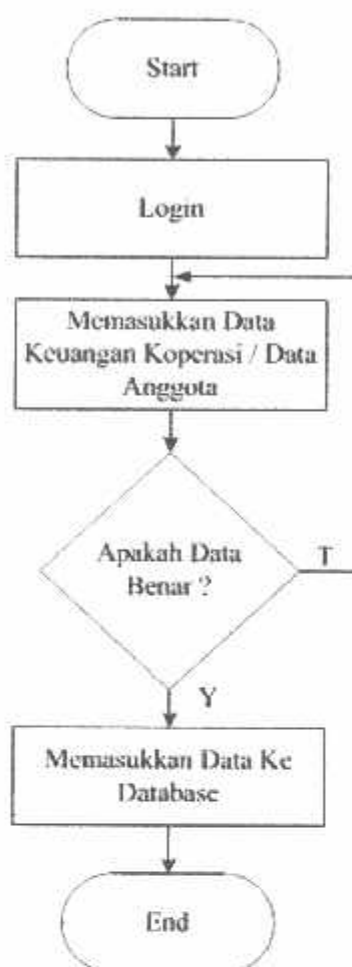 Start
Login
Memasukkan Data
Keuangan Koperasi / Data
Anggota
Apakah Data
Benar ?
T
Y
Memasukkan Data Ke
Database
End